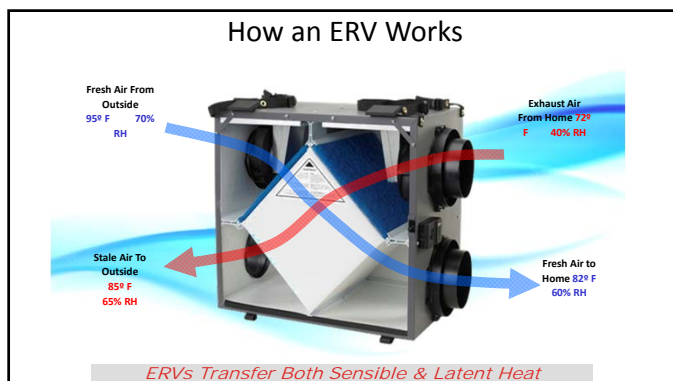 How an ERV Works
Fresh Air From
Outside
95º F 70%
RH
Exhaust Air
From Home 72º
F 40% RH
Stale Air To
Outside
85º F
65% RH
Fresh Air to
Home 82º F
60% RH
ERVs Transfer Both Sensible & Latent Heat